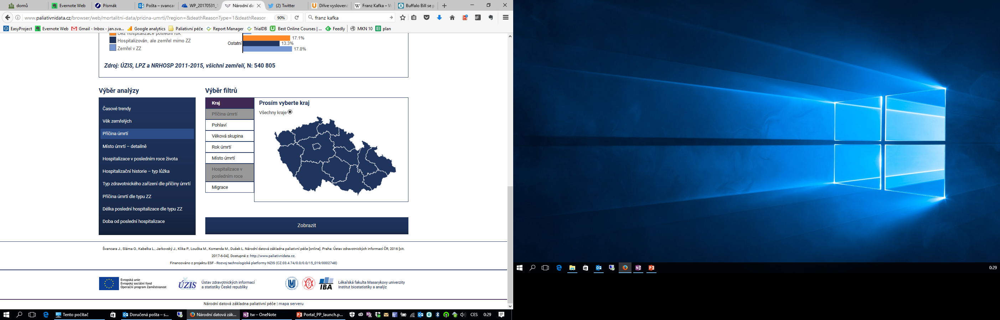 domů
Evernote Web
Písmák
Pošta – svancar
WP_20170531_1
Národní da
(2) Twitter
Dříve vyslovená
Franz Kafka – W
Buffalo Bill se p
www.paliativnidata.cz/browser/web/mortalitni-data/pricina-umrti/?region=&deathReasonType=1&deathReasor
90%
franz kafka
EasyProject
Evernote Web
Gmail - Inbox - jan.sva...
Google analytics
Paliativní péče
Report Manager
TrialDB
Best Online Courses | ...
Feedly
MKN 10
plan
Bez hospitalizace poslední rok
Hospitalizován, ale zemřel mimo ZZ
Zemřel v ZZ
Ostatní
17.1%
13.3%
17.8%
Zdroj: ÚZIS, LPZ a NRHOSP 2011-2015, všichni zemřelí, N: 540 805
Výběr analýzy
Časové trendy
Věk zemřelých
Příčina úmrtí
Místo úmrtí – detailně
Hospitalizace v posledním roce života
Hospitalizační historie – typ lůžka
Typ zdravotnického zařízení dle příčiny úmrtí
Příčina úmrtí dle typu ZZ
Délka poslední hospitalizace dle typu ZZ
Doba od poslední hospitalizace
Výběr filtrů
Kraj
Příčina úmrtí
Pohlaví
Věková skupina
Rok úmrtí
Místo úmrtí
Hospitalizace v
posledním roce
Migrace
Prosím vyberte kraj
Všechny kraje
Zobrazit
Švancara J., Sláma O., Kabelka L., Jarkovský J., Klika P., Loučka M., Komenda M., Dušek L. Národní datová základna paliativní péče [online]. Praha: Ústav zdravotnických informací ČR, 2016 [cit.
2017-6-04]. Dostupné z: http://www.paliativnidata.cz.
Financováno z projektu ESF - Rozvoj technologické platformy NZIS (CZ.03.4.74/0.0/0.0/15_019/0002748)
Evropská unie
Evropský sociální fond
Operační program Zaměstnanost
ÚZIS
Ústav zdravotnických informací
a statistiky České republiky
IBA
Lékařská fakulta Masarykovy univerzity
Institut biostatistiky a analýz
Národní datová základna paliativní péče | mapa serveru
Tento počítač
Doručená pošta – s...
Národní datová zák...
tw – OneNote
Portal_PP_launch.p...
CES
0:29
0:29